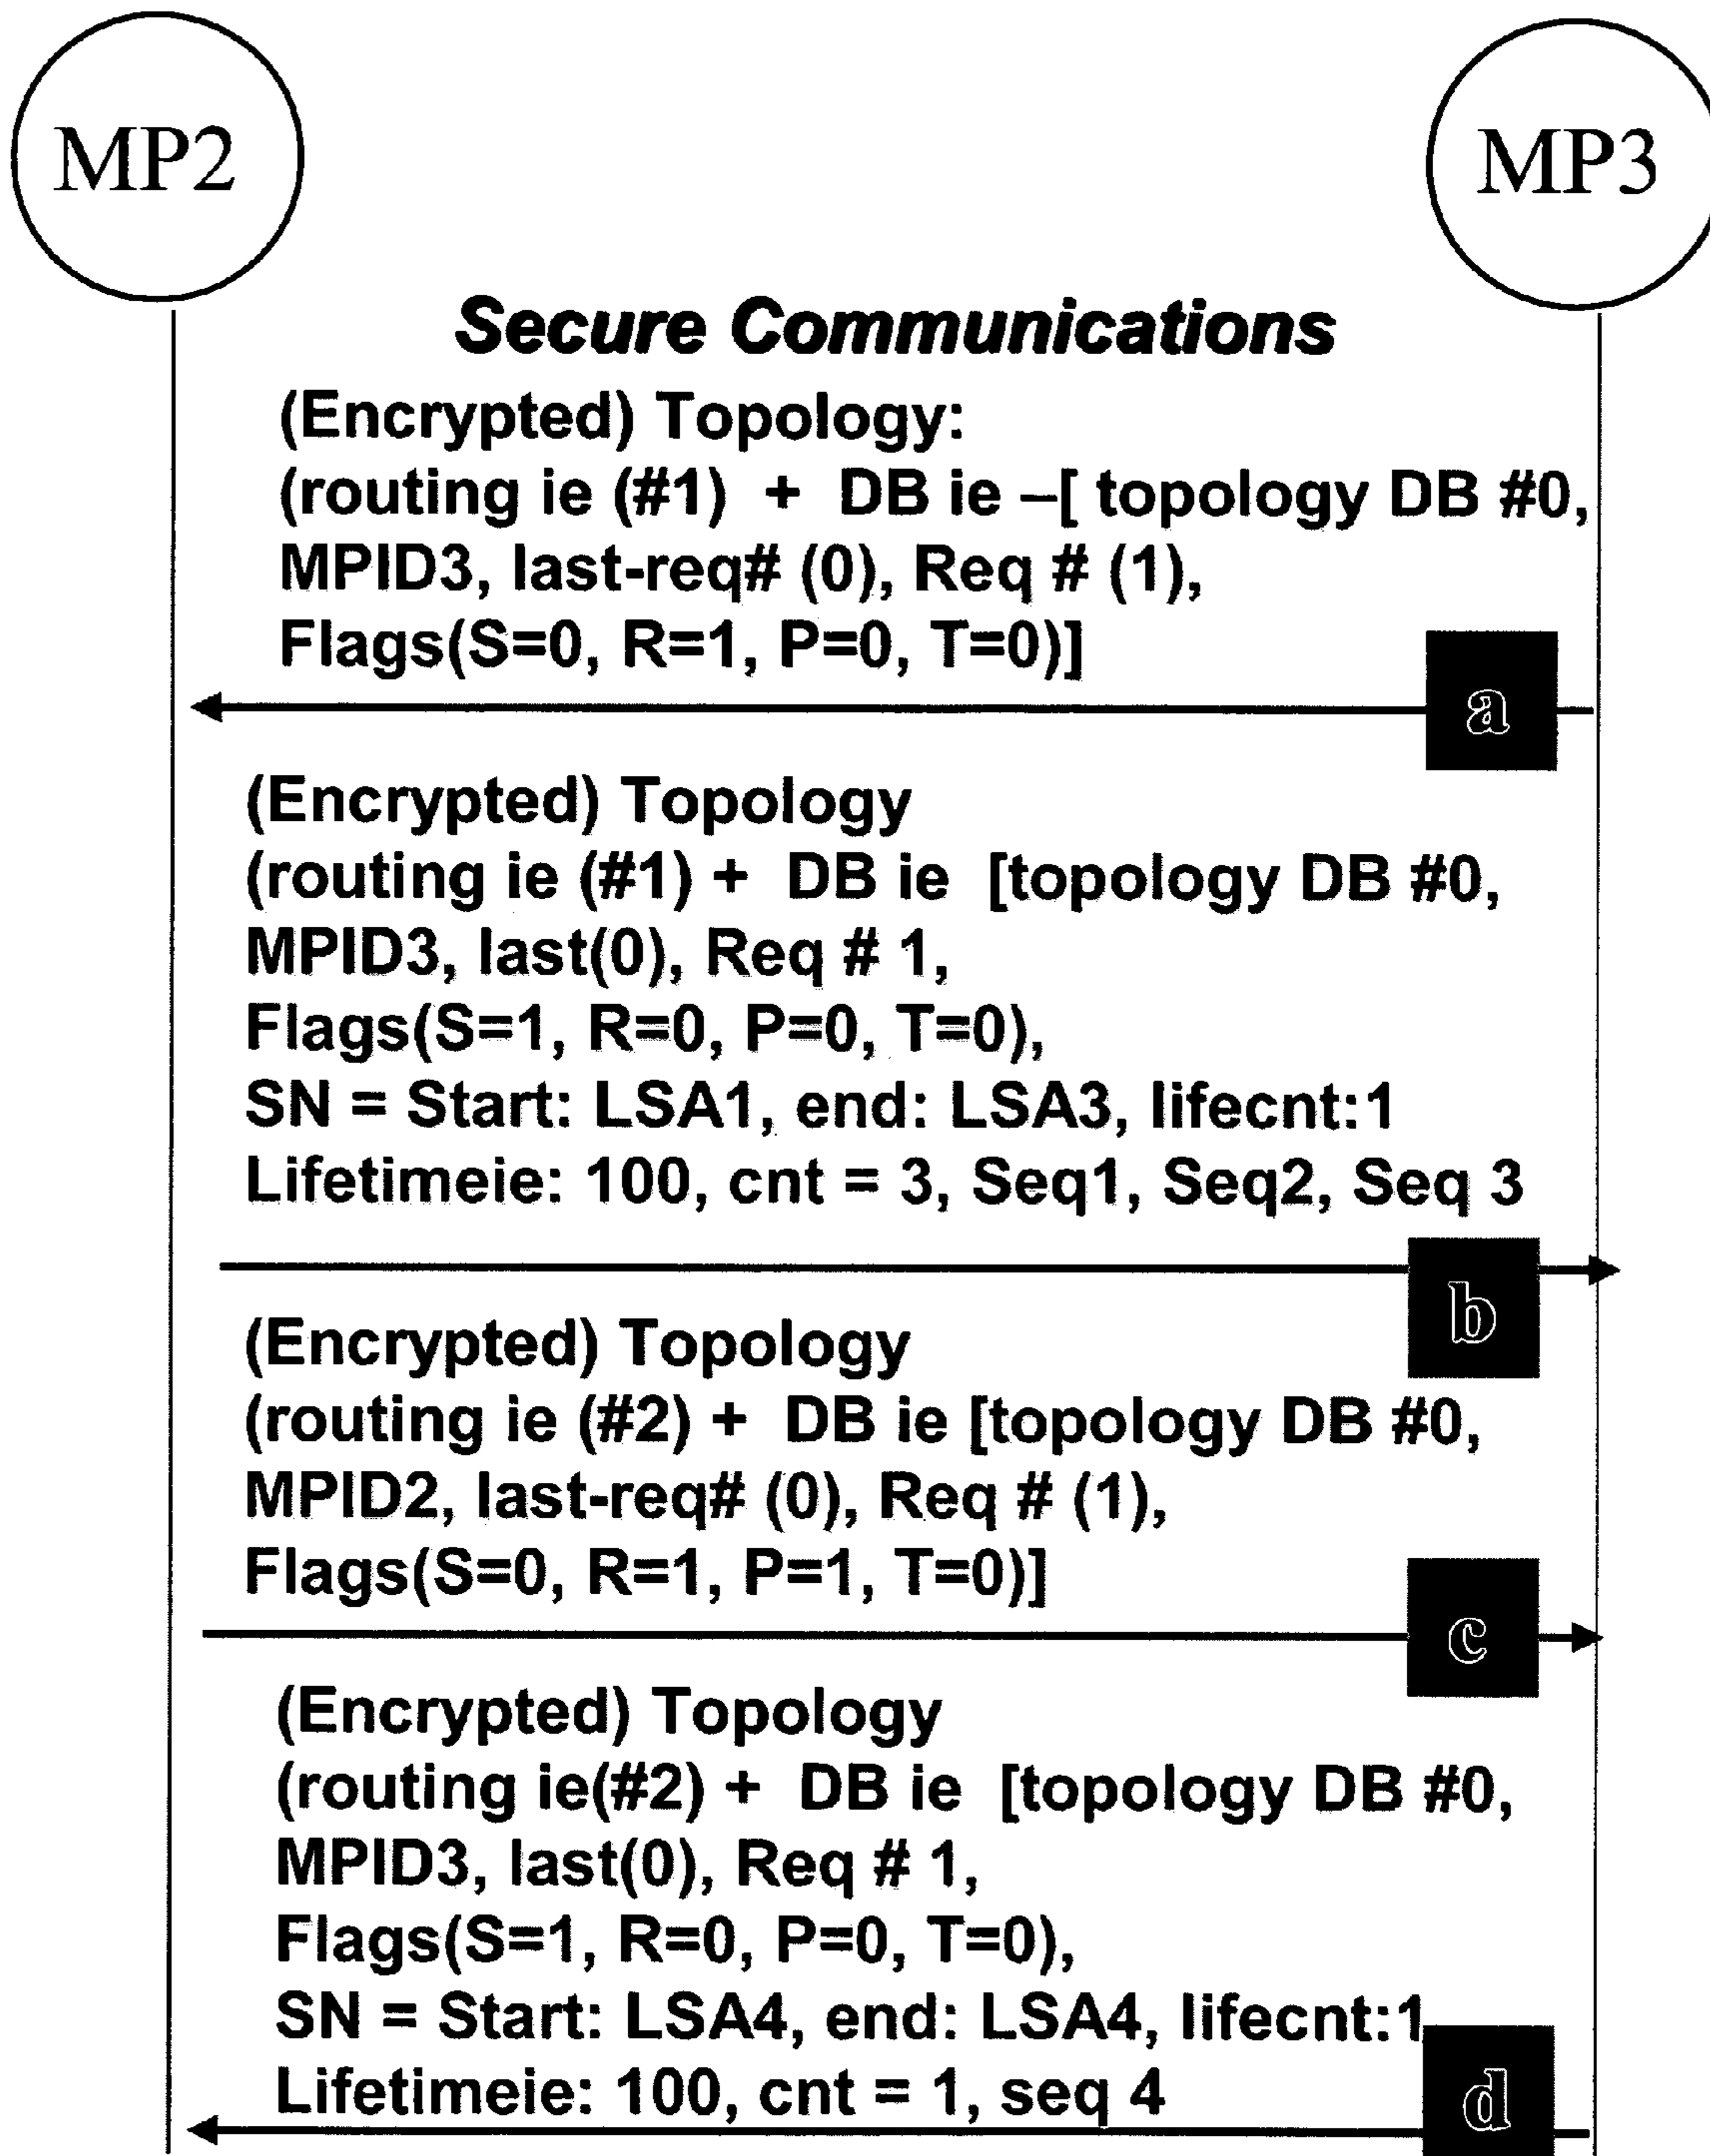 MP2
MP3
Secure Communications
(Encrypted) Topology:
(routing ie (#1) + DB ie –[ topology DB #0,
MPID3, last-req# (0), Req # (1),
Flags(S=0, R=1, P=0, T=0)]
a
(Encrypted) Topology
(routing ie (#1) + DB ie [topology DB #0,
MPID3, last(0), Req # 1,
Flags(S=1, R=0, P=0, T=0),
SN = Start: LSA1, end: LSA3, lifecnt:1
Lifetimeie: 100, cnt = 3, Seq1, Seq2, Seq 3
b
(Encrypted) Topology
(routing ie (#2) + DB ie [topology DB #0,
MPID2, last-req# (0), Req # (1),
Flags(S=0, R=1, P=1, T=0)]
c
(Encrypted) Topology
(routing ie(#2) + DB ie [topology DB #0,
MPID3, last(0), Req # 1,
Flags(S=1, R=0, P=0, T=0),
SN = Start: LSA4, end: LSA4, lifecnt:1
Lifetimeie: 100, cnt = 1, seq 4
d